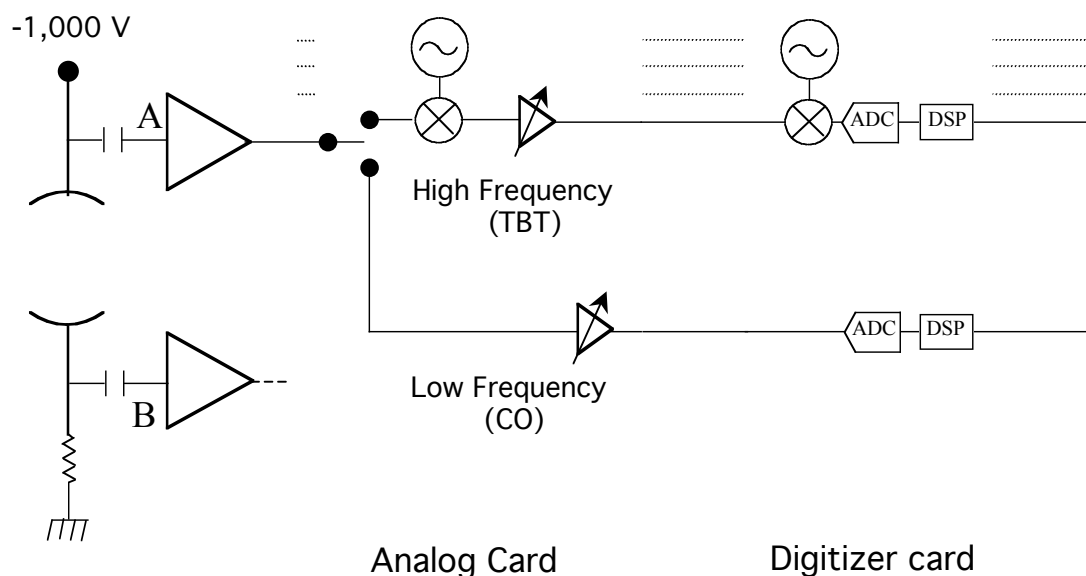 -1,000 V
A
ADC
DSP
High Frequency
(TBT)
ADC
DSP
Low Frequency
(CO)
B
Analog Card
Digitizer card